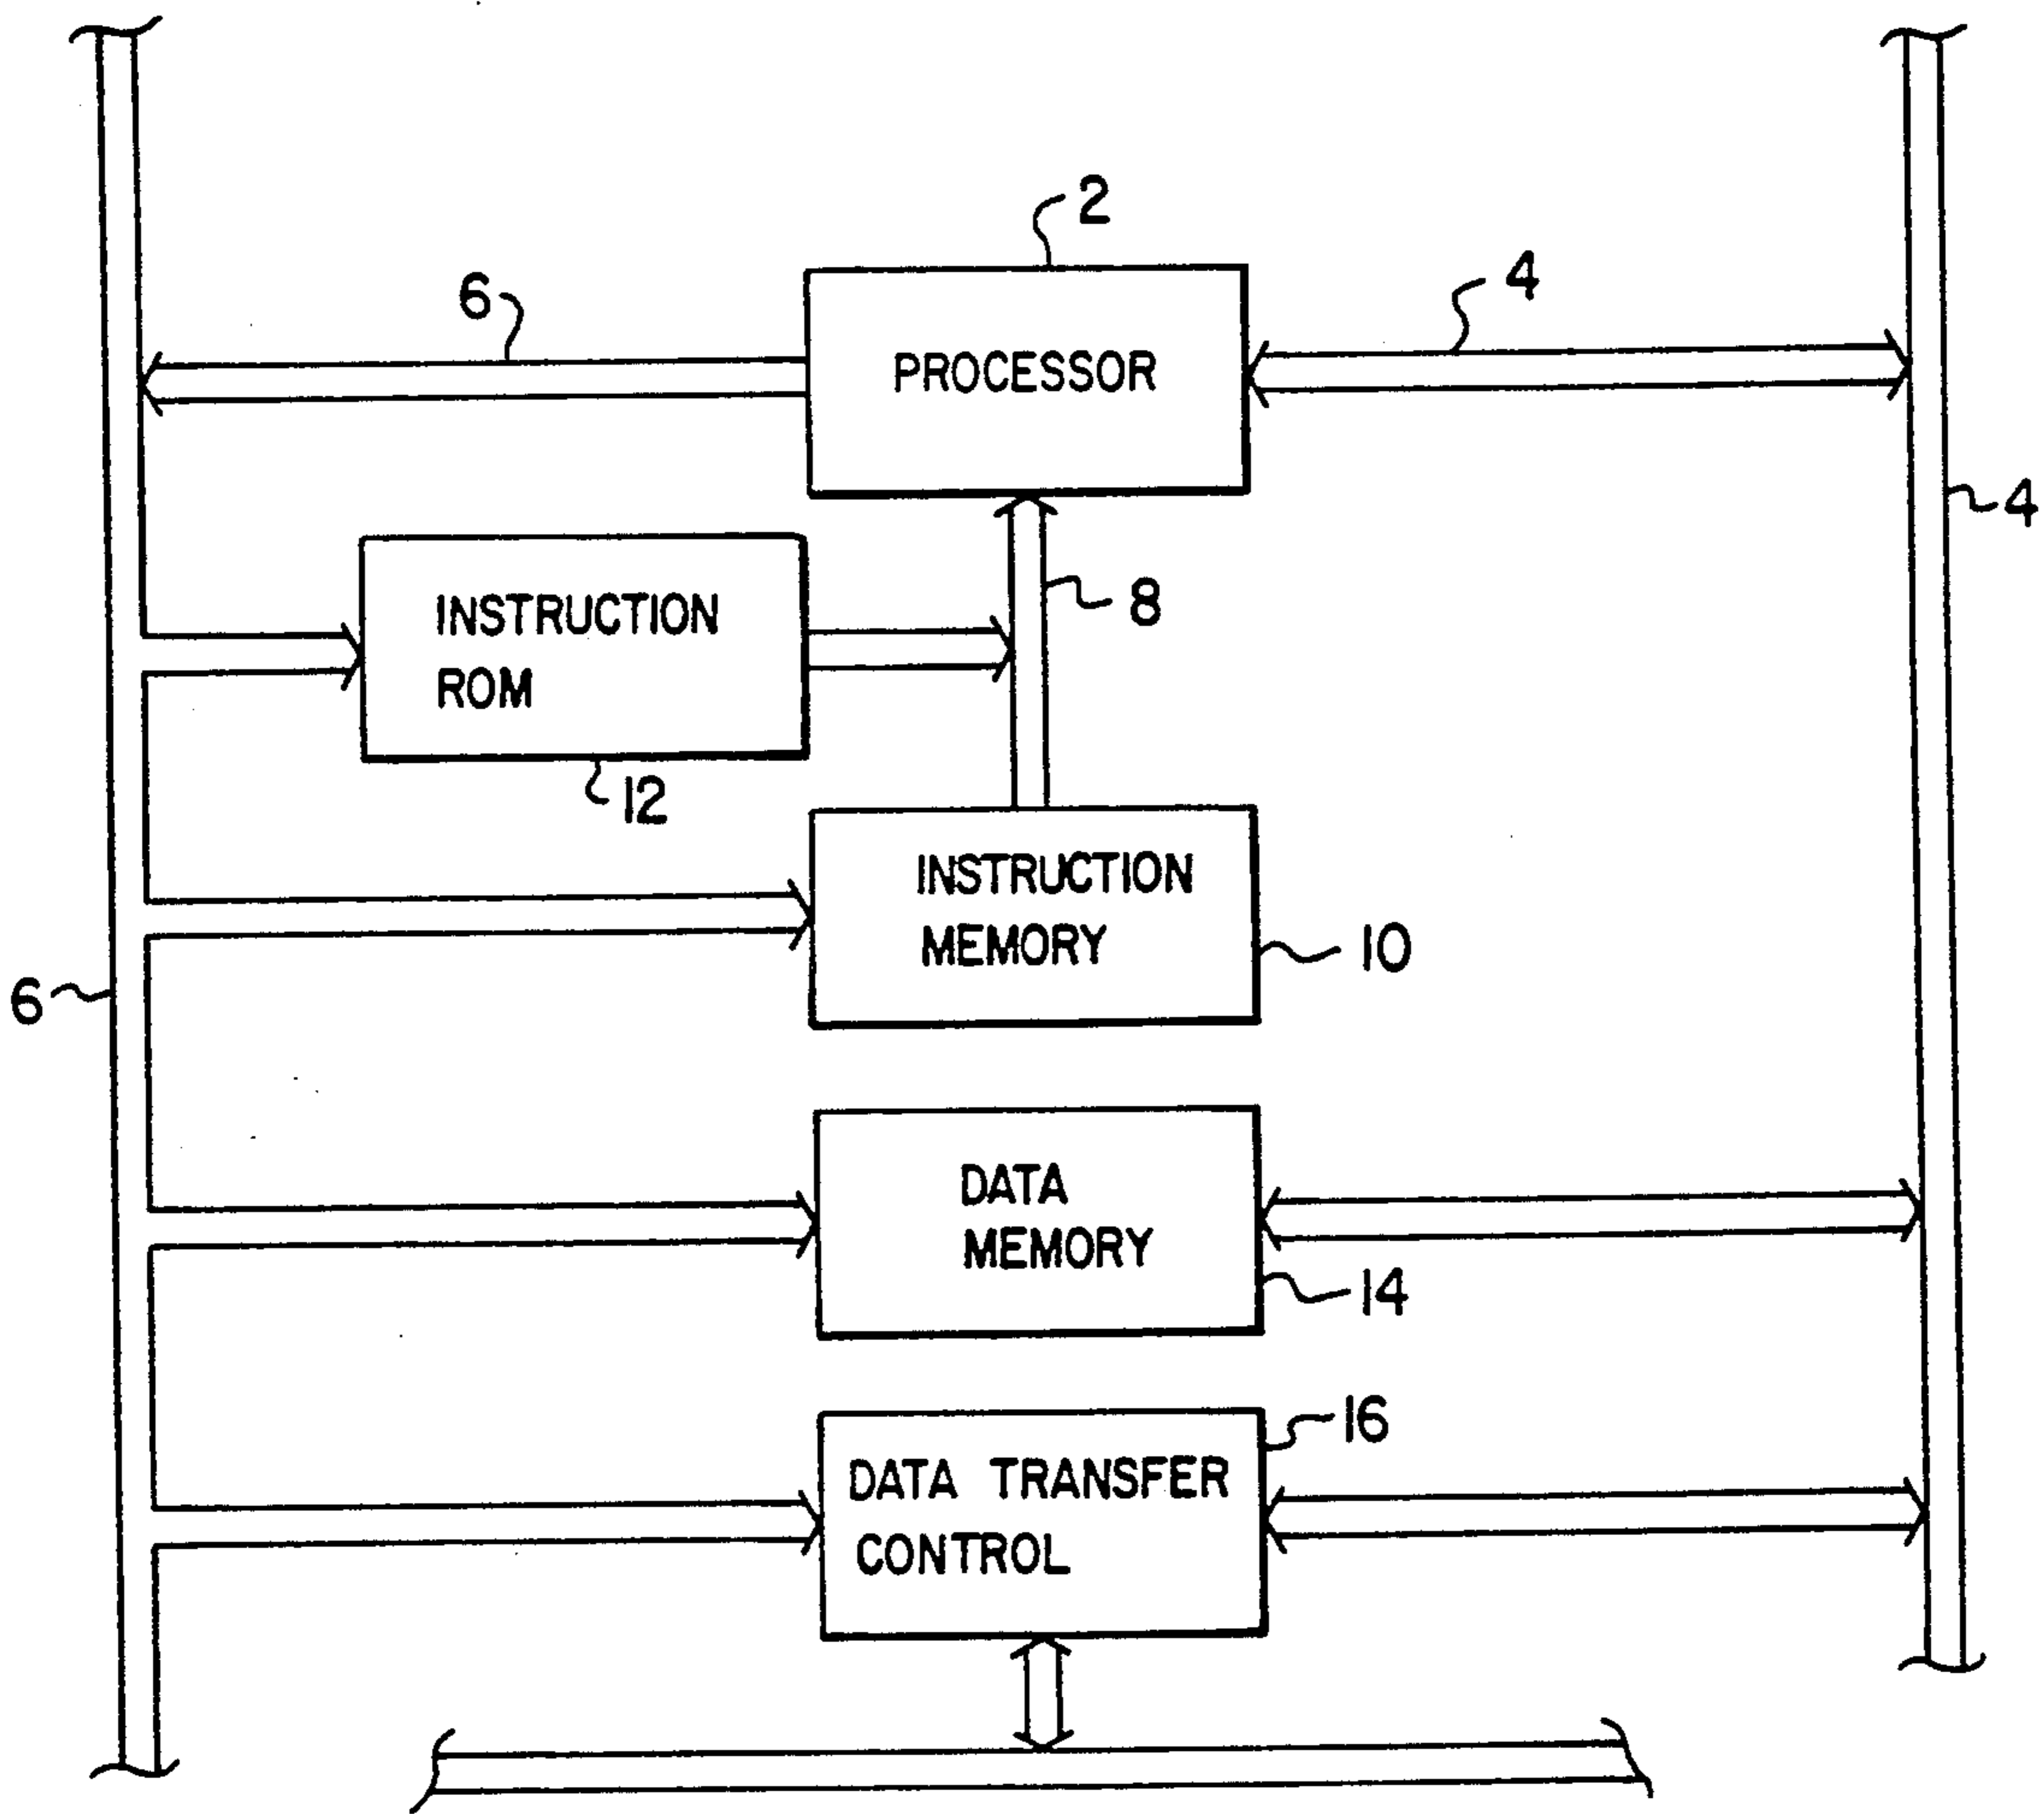 2
6
4
PROCESSOR
4
8
INSTRUCTION
ROM
12
INSTRUCTION
MEMORY
10
6
DATA
MEMORY
14
16
DATA TRANSFER
CONTROL